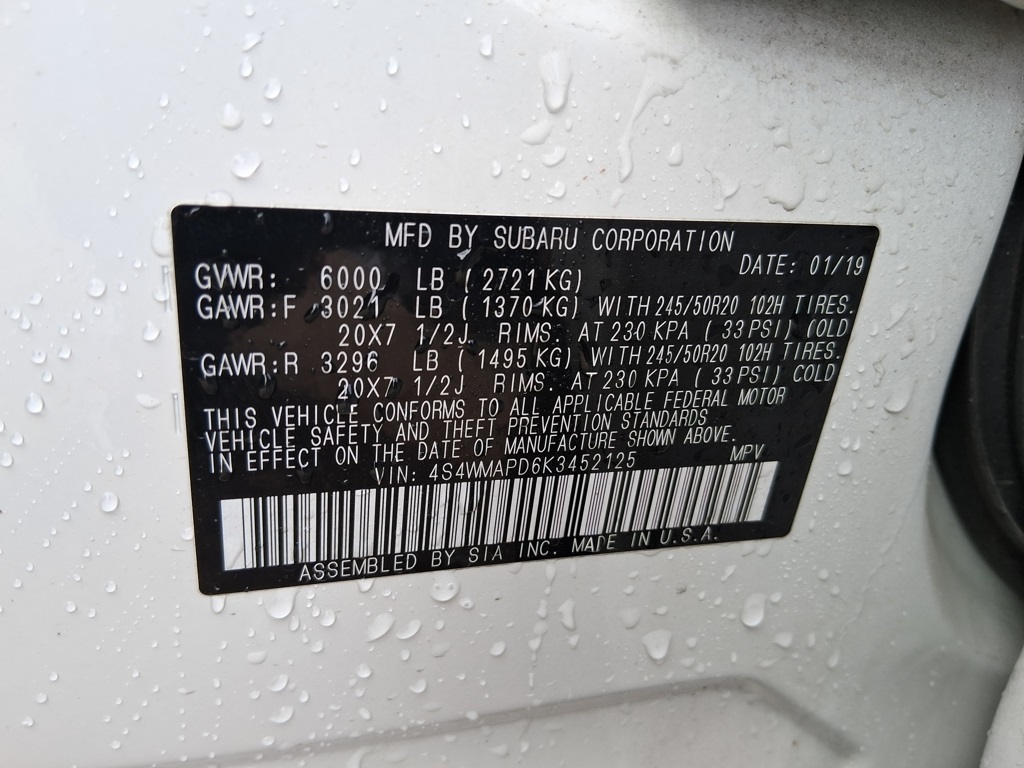 MFD BY SUBARU CORPORATION
DATE: 01/19
GVWR: 6000 LB ( 2721 KG)
GAWR:F 3021 LB ( 1370 KG) WITH 245/50R20 102H TIRES.
20X7 1/2J RIMS. AT 230 KPA ( 33 PSI) COLD
GAWR:R 3296 LB ( 1495 KG) WITH 245/50R20 102H TIRES.
20X7 1/2J RIMS. AT 230 KPA ( 33 PSI) COLD
THIS VEHICLE CONFORMS TO ALL APPLICABLE FEDERAL MOTOR
VEHICLE SAFETY AND THEFT PREVENTION STANDARDS
IN EFFECT ON THE DATE OF MANUFACTURE SHOWN ABOVE.
VIN: 4S4WMAPD6K3452125 MPV
ASSEMBLED BY SIA INC. MADE IN U.S.A.